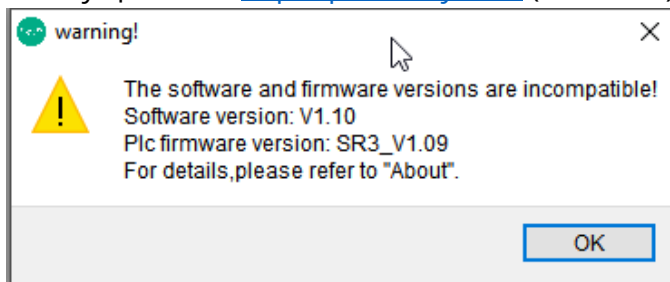 warning!
The software and firmware versions are incompatible!
Software version: V1.10
Plc firmware version: SR3_V1.09
For details,please refer to "About".
OK